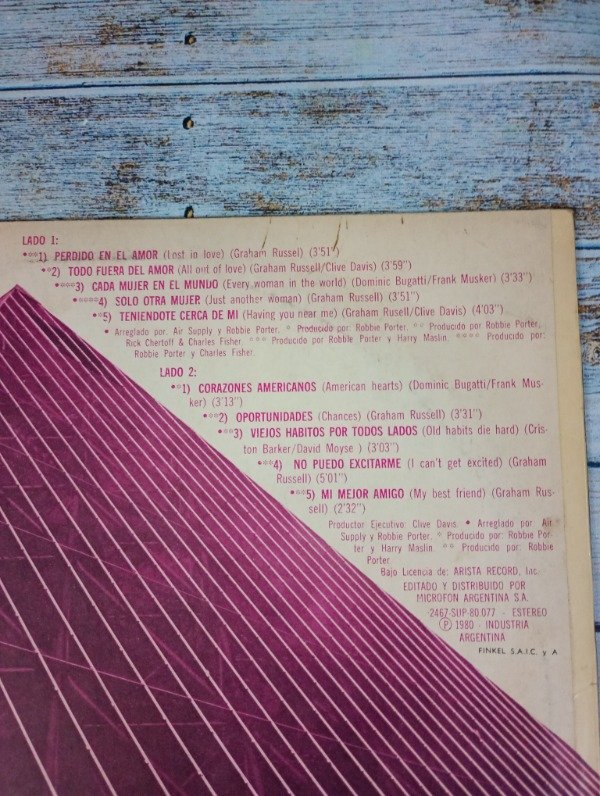 LADO 1:
•**1) PERDIDO EN EL AMOR (Lost in love) (Graham Russel) (3'51")
•**2) TODO FUERA DEL AMOR (All out of love) (Graham Russell/Clive Davis) (3'59")
•***3) CADA MUJER EN EL MUNDO (Every woman in the world) (Dominic Bugatti/Frank Musker) (3'33")
•****4) SOLO OTRA MUJER (Just another woman) (Graham Russell) (3'51")
•**5) TENIENDOTE CERCA DE MI (Having you near me) (Graham Rusell/Clive Davis) (4'03")
• Arreglado por: Air Supply y Robbie Porter. * Producido por: Robbie Porter. ** Producido por Robbie Porter,
Rick Chertoff & Charles Fisher. *** Producido por Robbie Porter y Harry Maslin. **** Producido por:
Robbie Porter y Charles Fisher.
LADO 2:
•**1) CORAZONES AMERICANOS (American hearts) (Dominic Bugatti/Frank Mus-
ker) (3'13")
•**2) OPORTUNIDADES (Chances) (Graham Russell) (3'31")
•**3) VIEJOS HABITOS POR TODOS LADOS (Old habits die hard) (Cris-
ton Barker/David Moyse ) (3'03")
•**4) NO PUEDO EXCITARME (I can't get excited) (Graham
Russell) (5'01")
•**5) MI MEJOR AMIGO (My best friend) (Graham Rus-
sell) (2'32")
Productor Ejecutivo: Clive Davis. • Arreglado por Air
Supply y Robbie Porter. * Producido por: Robbie Por-
ter y Harry Maslin. ** Producido por: Robbie
Porter
Bajo Licencia de: ARISTA RECORD, Inc.
EDITADO Y DISTRIBUIDO POR
MICROFON ARGENTINA S.A.
2467-SUP-80.077 - ESTEREO
Ⓟ 1980 - INDUSTRIA
ARGENTINA
FINKEL S.A.I.C. y A